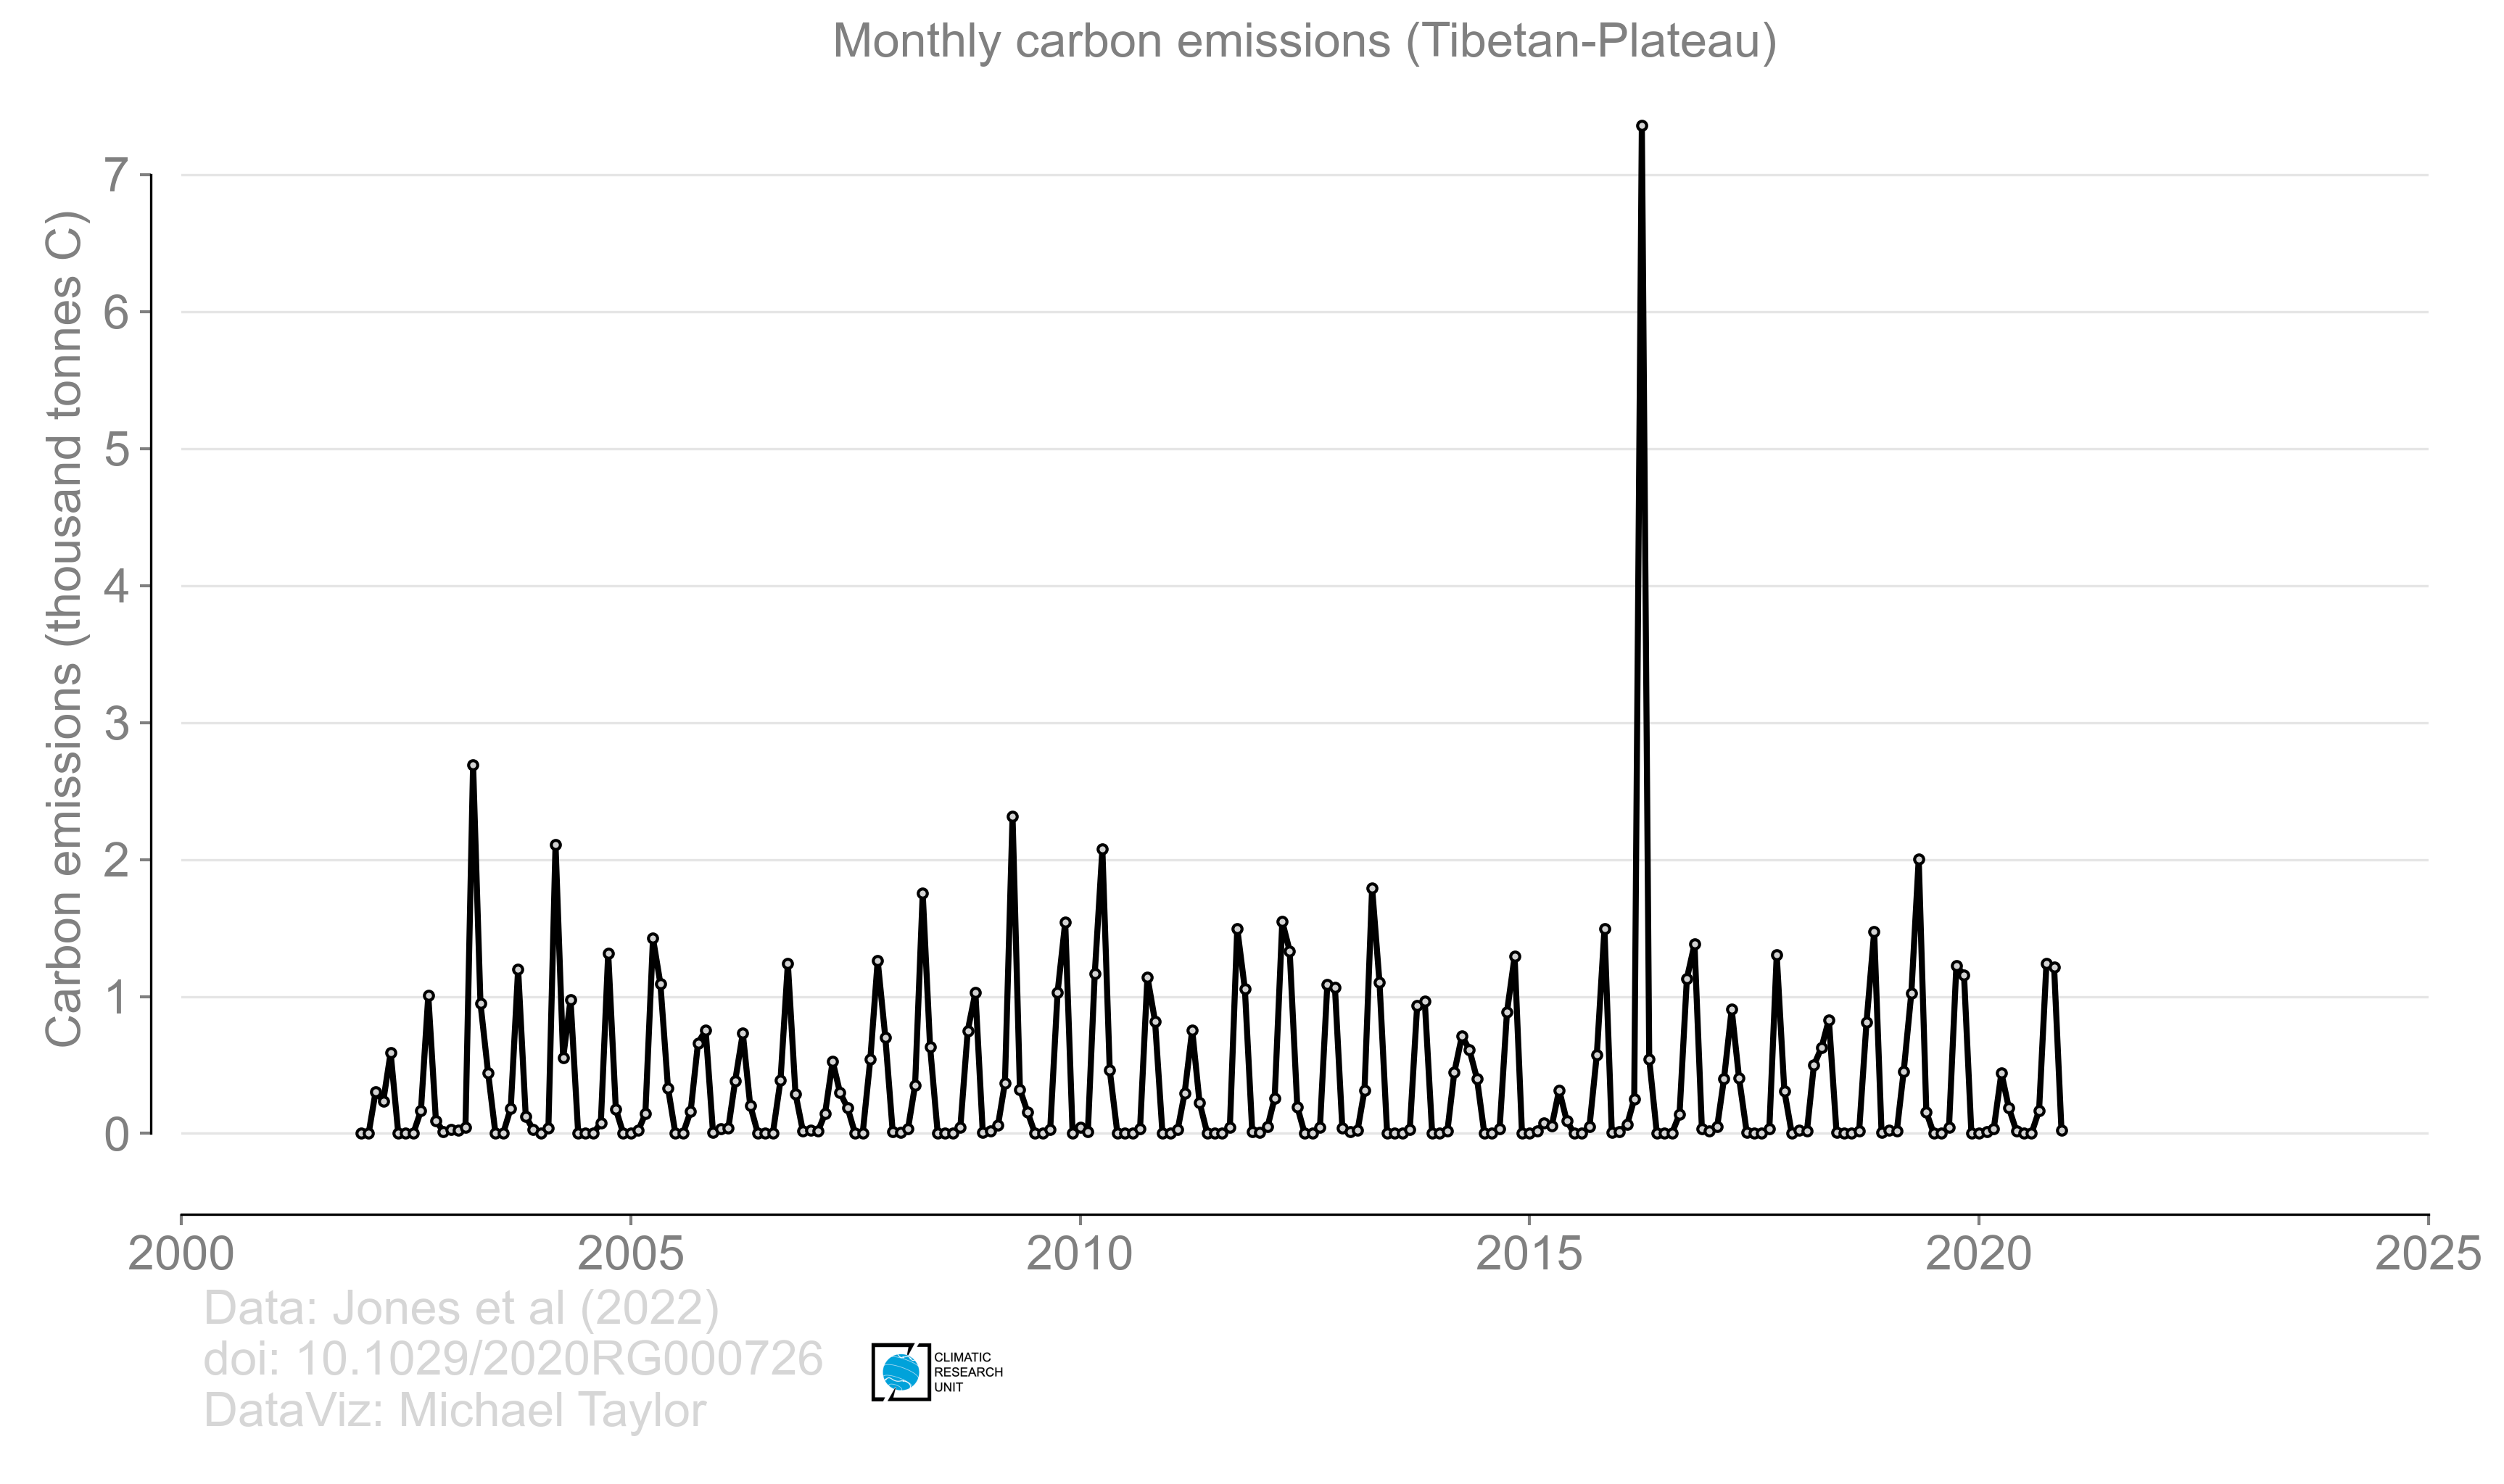 Monthly carbon emissions (Tibetan-Plateau)
Carbon emissions (thousand tonnes C)
7
6
5
4
3
2
1
0
2000 2005 2010 2015 2020 2025
Data: Jones et al (2022)
doi: 10.1029/2020RG000726
DataViz: Michael Taylor
CLIMATIC
RESEARCH
UNIT